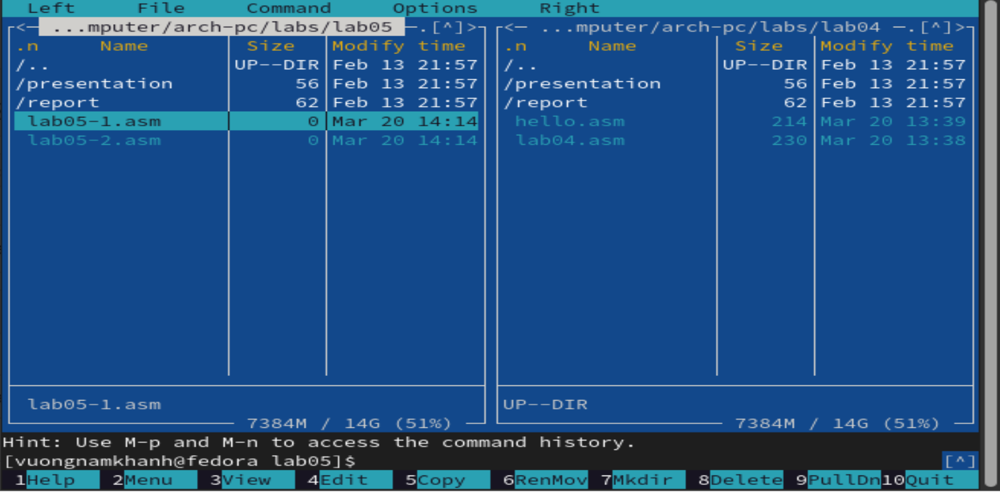 Left File Command Options Right
<— ...mputer/arch-pc/labs/lab05 —.[^]>
.n Name Size Modify time
/.. UP--DIR Feb 13 21:57
/presentation 56 Feb 13 21:57
/report 62 Feb 13 21:57
lab05-1.asm 0 Mar 20 14:14
lab05-2.asm 0 Mar 20 14:14
lab05-1.asm
7384M / 14G (51%)
<— ...mputer/arch-pc/labs/lab04 —.[^]>
.n Name Size Modify time
/.. UP--DIR Feb 13 21:57
/presentation 56 Feb 13 21:57
/report 62 Feb 13 21:57
hello.asm 214 Mar 20 13:39
lab04.asm 230 Mar 20 13:38
UP--DIR
7384M / 14G (51%)
Hint: Use M-p and M-n to access the command history.
[vuongnamkhanh@fedora lab05]$ [^]
1Help 2Menu 3View 4Edit 5Copy 6RenMov 7Mkdir 8Delete 9PullDn 10Quit